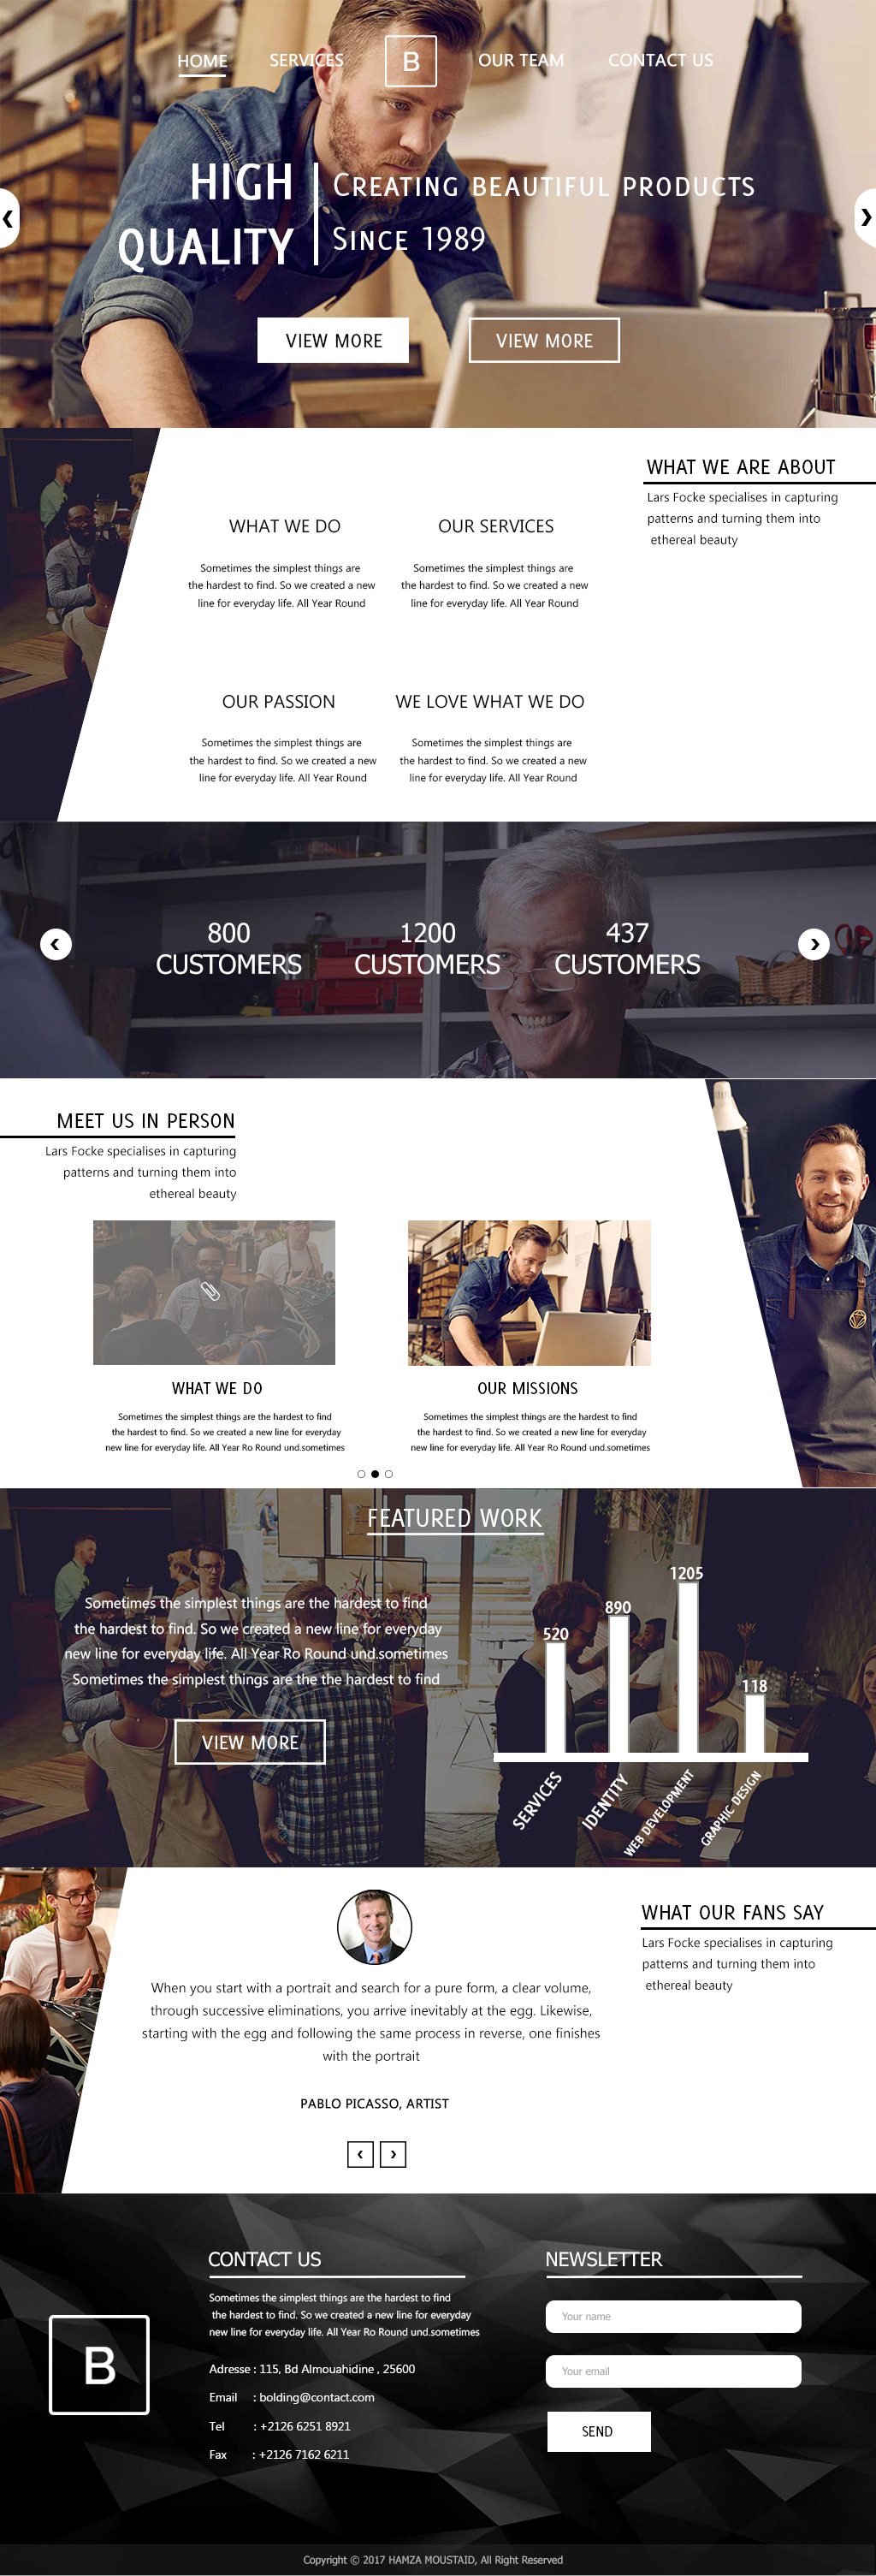 HOME SERVICES B OUR TEAM CONTACT US
HIGH
QUALITY
CREATING BEAUTIFUL PRODUCTS
SINCE 1989
VIEW MORE VIEW MORE
WHAT WE ARE ABOUT
Lars Focke specialises in capturing
patterns and turning them into
ethereal beauty
WHAT WE DO
Sometimes the simplest things are
the hardest to find. So we created a new
line for everyday life. All Year Round
OUR SERVICES
Sometimes the simplest things are
the hardest to find. So we created a new
line for everyday life. All Year Round
OUR PASSION
Sometimes the simplest things are
the hardest to find. So we created a new
line for everyday life. All Year Round
WE LOVE WHAT WE DO
Sometimes the simplest things are
the hardest to find. So we created a new
line for everyday life. All Year Round
800
CUSTOMERS
1200
CUSTOMERS
437
CUSTOMERS
MEET US IN PERSON
Lars Focke specialises in capturing
patterns and turning them into
ethereal beauty
WHAT WE DO
Sometimes the simplest things are the hardest to find
the hardest to find. So we created a new line for everyday
new line for everyday life. All Year Ro Round und.sometimes
OUR MISSIONS
Sometimes the simplest things are the hardest to find
the hardest to find. So we created a new line for everyday
new line for everyday life. All Year Ro Round und.sometimes
FEATURED WORK
Sometimes the simplest things are the hardest to find
the hardest to find. So we created a new line for everyday
new line for everyday life. All Year Ro Round und.sometimes
Sometimes the simplest things are the the hardest to find
VIEW MORE
520
890
1205
118
SERVICES
IDENTITY
WEB DEVELOPMENT
GRAPHIC DESIGN
WHAT OUR FANS SAY
Lars Focke specialises in capturing
patterns and turning them into
ethereal beauty
When you start with a portrait and search for a pure form, a clear volume,
through successive eliminations, you arrive inevitably at the egg. Likewise,
starting with the egg and following the same process in reverse, one finishes
with the portrait
PABLO PICASSO, ARTIST
B
CONTACT US
Sometimes the simplest things are the hardest to find
the hardest to find. So we created a new line for everyday
new line for everyday life. All Year Ro Round und.sometimes
Adresse : 115, Bd Almouahidine , 25600
Email : bolding@contact.com
Tel : +2126 6251 8921
Fax : +2126 7162 6211
NEWSLETTER
Your name
Your email
SEND
Copyright © 2017 HAMZA MOUSTAID, All Right Reserved